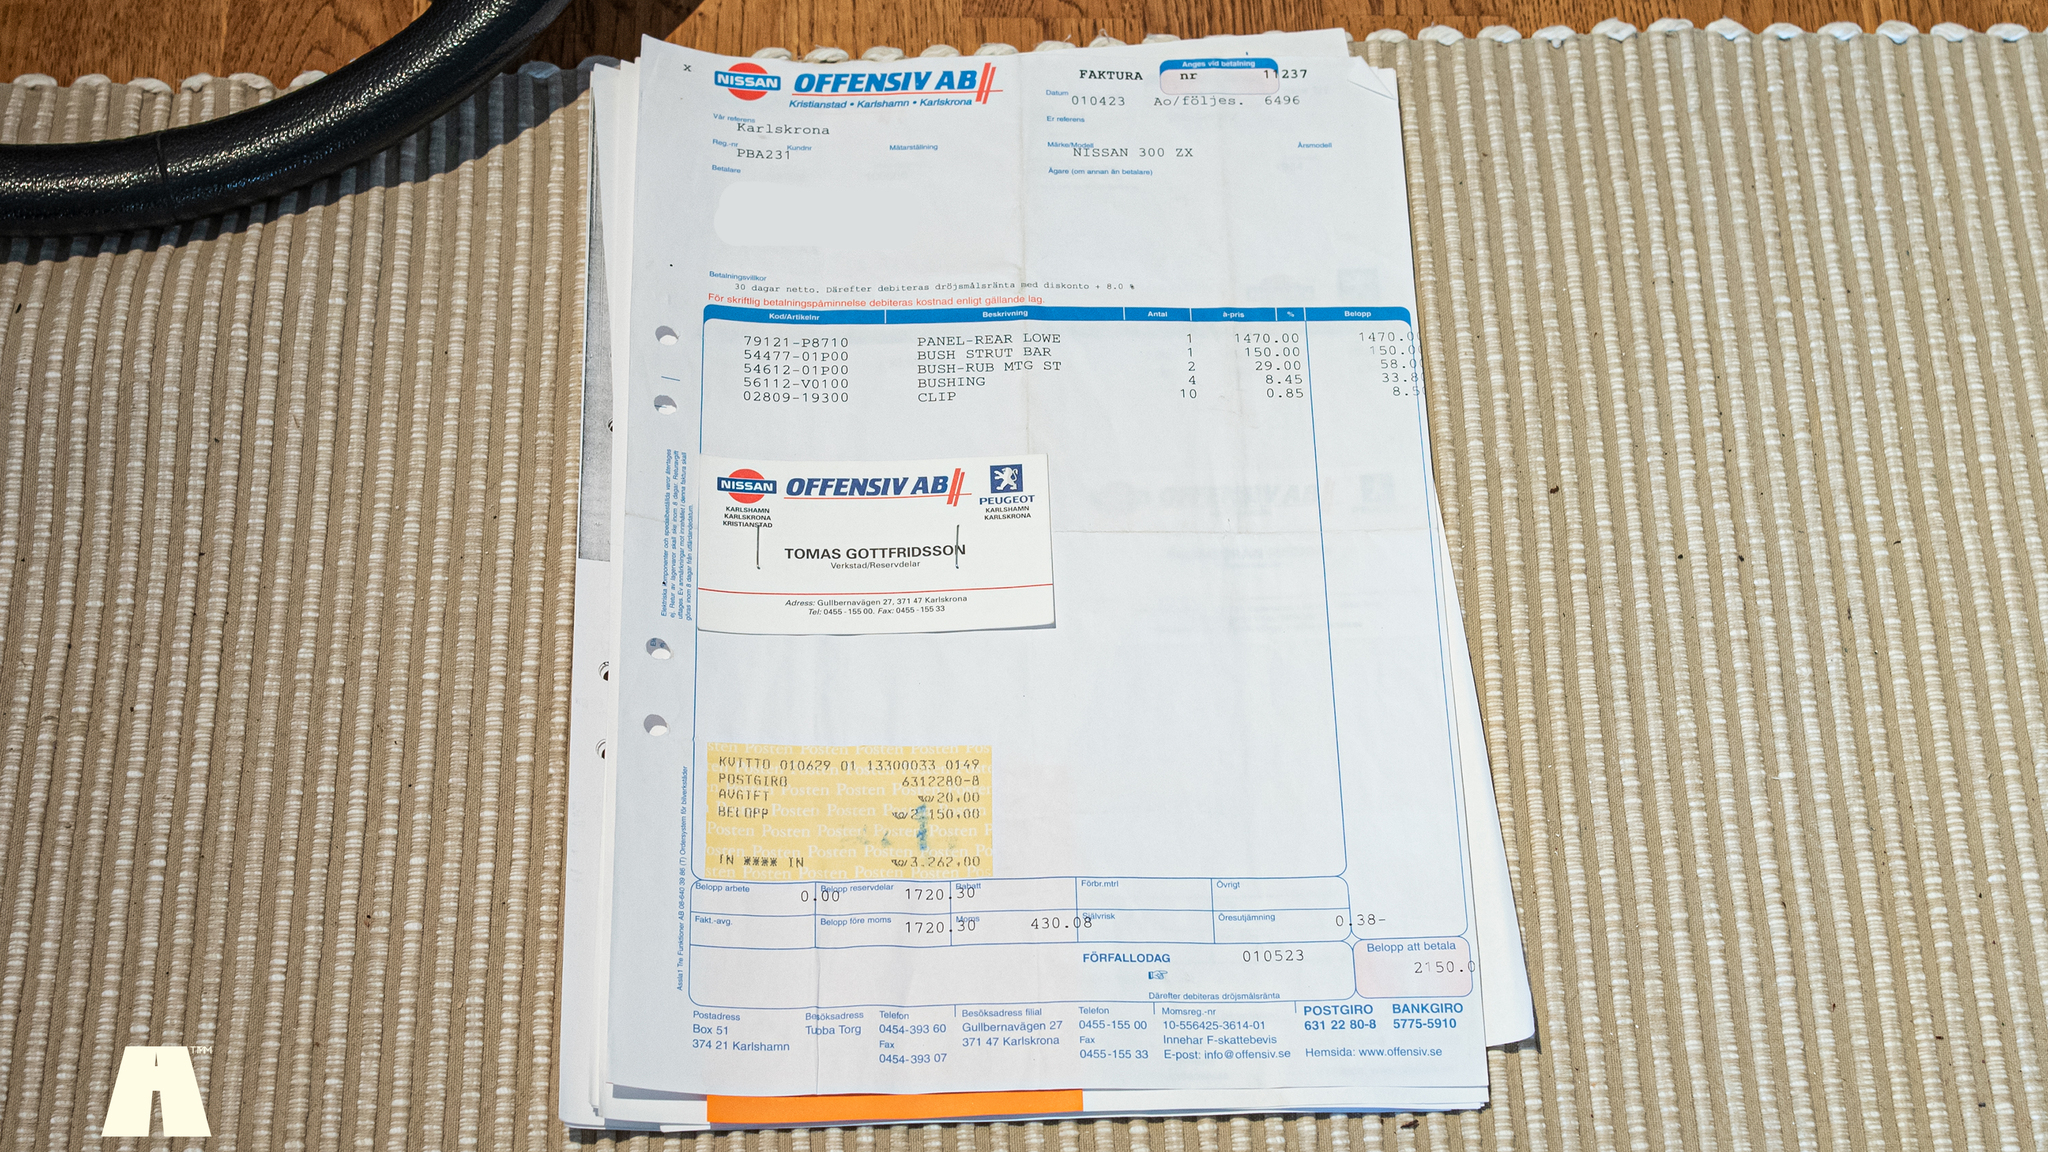 NISSAN OFFENSIV AB
Kristianstad • Karlshamn • Karlskrona
FAKTURA
Anges vid betalning
nr 11237
Datum
010423 Ao/följes. 6496
Vår referens
Karlskrona
Er referens
Reg.-nr Kundnr Mätarställning
PBA231
Märke/Modell Årsmodell
NISSAN 300 ZX
Betalare
Ägare (om annan än betalare)
Betalningsvillkor
30 dagar netto. Därefter debiteras dröjsmålsränta med diskonto + 8.0 %
För skriftlig betalningspåminnelse debiteras kostnad enligt gällande lag.
Kod/Artikelnr Beskrivning Antal à-pris % Belopp
79121-P8710 PANEL-REAR LOWE 1 1470.00 1470.0
54477-01P00 BUSH STRUT BAR 1 150.00 150.0
54612-01P00 BUSH-RUB MTG ST 2 29.00 58.0
56112-V0100 BUSHING 4 8.45 33.8
02809-19300 CLIP 10 0.85 8.5
NISSAN OFFENSIV AB PEUGEOT
KARLSHAMN
KARLSKRONA
KRISTIANSTAD
KARLSHAMN
KARLSKRONA
TOMAS GOTTFRIDSSON
Verkstad/Reservdelar
Adress: Gullbernavägen 27, 371 47 Karlskrona
Tel: 0455-155 00. Fax: 0455-155 33
Posten Posten Posten Posten Posten
KVITTO 010629 01 13300033 0149
POSTGIRO 6312280-8
AVGIFT 20,00
BELOPP 2.150,00
IN **** IN 3.262,00
Belopp arbete Belopp reservdelar Rabatt Förbr.mtrl Övrigt
0.00 1720.30
Fakt.-avg. Belopp före moms Moms Självrisk Öresutjämning
1720.30 430.08 0.38-
FÖRFALLODAG 010523
Belopp att betala
2150.0
Därefter debiteras dröjsmålsränta
Postadress
Box 51
374 21 Karlshamn
Besöksadress
Tubba Torg
Telefon
0454-393 60
Fax
0454-393 07
Besöksadress filial
Gullbernavägen 27
371 47 Karlskrona
Telefon
0455-155 00
Fax
0455-155 33
Momsreg.-nr
10-556425-3614-01
Innehar F-skattebevis
E-post: info@offensiv.se
POSTGIRO BANKGIRO
631 22 80-8 5775-5910
Hemsida: www.offensiv.se